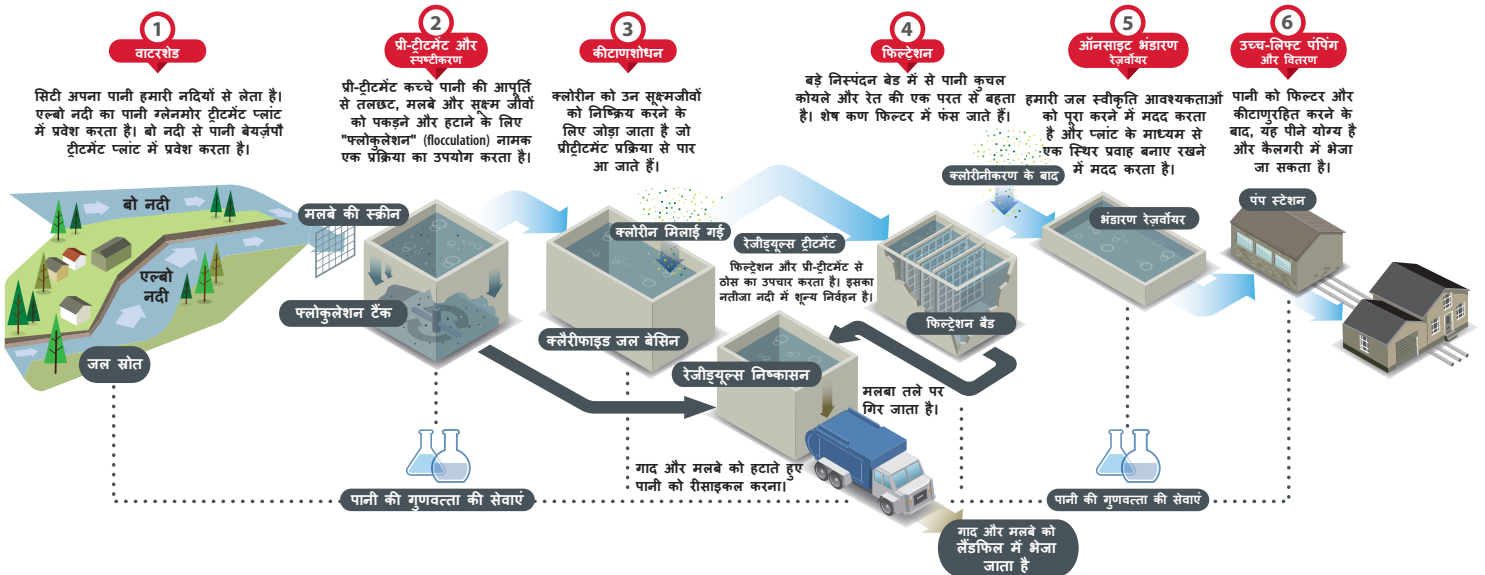 1
वाटरशेड
सिटी अपना पानी हमारी नदियों से लेता है।
एल्बो नदी का पानी ग्लेनमोर ट्रीटमेंट प्लांट
में प्रवेश करता है। बो नदी से पानी बेयर्ज़पौ
ट्रीटमेंट प्लांट में प्रवेश करता है।
2
प्री-ट्रीटमेंट और
स्पष्टीकरण
प्री-ट्रीटमेंट कच्चे पानी की आपूर्ति
से तलछट, मलबे और सूक्ष्म जीवों
को पकड़ने और हटाने के लिए
"फ्लोकुलेशन" (flocculation) नामक
एक प्रक्रिया का उपयोग करता है।
3
कीटाणशोधन
क्लोरीन को उन सूक्ष्मजीवों
को निष्क्रिय करने के
लिए जोड़ा जाता है जो
प्रीट्रीटमेंट प्रक्रिया से पार
आ जाते हैं।
4
फिल्ट्रेशन
बड़े निस्पंदन बेड में से पानी कुचल
कोयले और रेत की एक परत से बहता
है। शेष कण फिल्टर में फंस जाते हैं।
5
ऑनसाइट भंडारण
रेज़र्वोयर
हमारी जल स्वीकृति आवश्यकताओं
को पूरा करने में मदद करता
है और प्लांट के माध्यम से
एक स्थिर प्रवाह बनाए रखने
में मदद करता है।
6
उच्च-लिफ्ट पंपिंग
और वितरण
पानी को फिल्टर और
कीटाणुरहित करने के
बाद, यह पीने योग्य है
और कैलगरी में भेजा
जा सकता है।
बो नदी
एल्बो
नदी
जल स्रोत
मलबे की स्क्रीन
फ्लोकुलेशन टैंक
क्लोरीन मिलाई गई
क्लैरीफाइड जल बेसिन
रेजीड्यूल्स ट्रीटमेंट
फिल्ट्रेशन और प्री-ट्रीटमेंट से
ठोस का उपचार करता है। इसका
नतीजा नदी में शून्य निर्वहन है।
रेजीड्यूल्स निष्कासन
क्लोरीनीकरण के बाद
फिल्ट्रेशन बैड
भंडारण रेज़र्वोयर
पंप स्टेशन
मलबा तले पर
गिर जाता है।
गाद और मलबे को हटाते हुए
पानी को रीसाइकल करना।
पानी की गुणवत्ता की सेवाएं
पानी की गुणवत्ता की सेवाएं
गाद और मलबे को
लैंडफिल में भेजा
जाता है